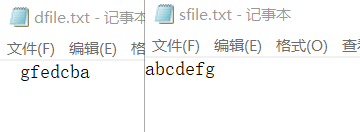 dfile.txt - 记事本
文件(F) 编辑(E) 格
gfedcba
sfile.txt - 记事本
文件(F) 编辑(E) 格式(O) 查看
abcdefg